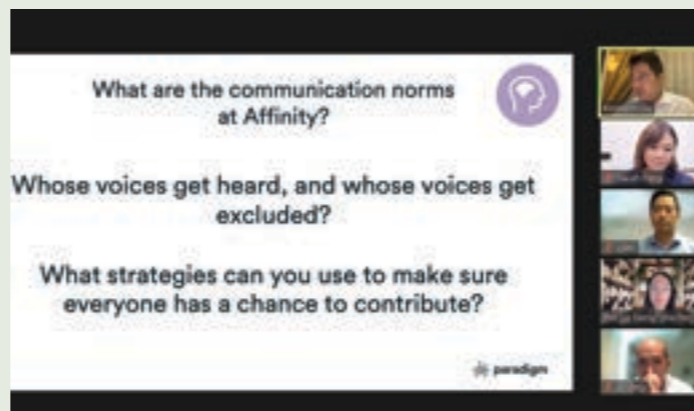 What are the communication norms
at Affinity?
Whose voices get heard, and whose voices get
excluded?
What strategies can you use to make sure
everyone has a chance to contribute?
paradigm